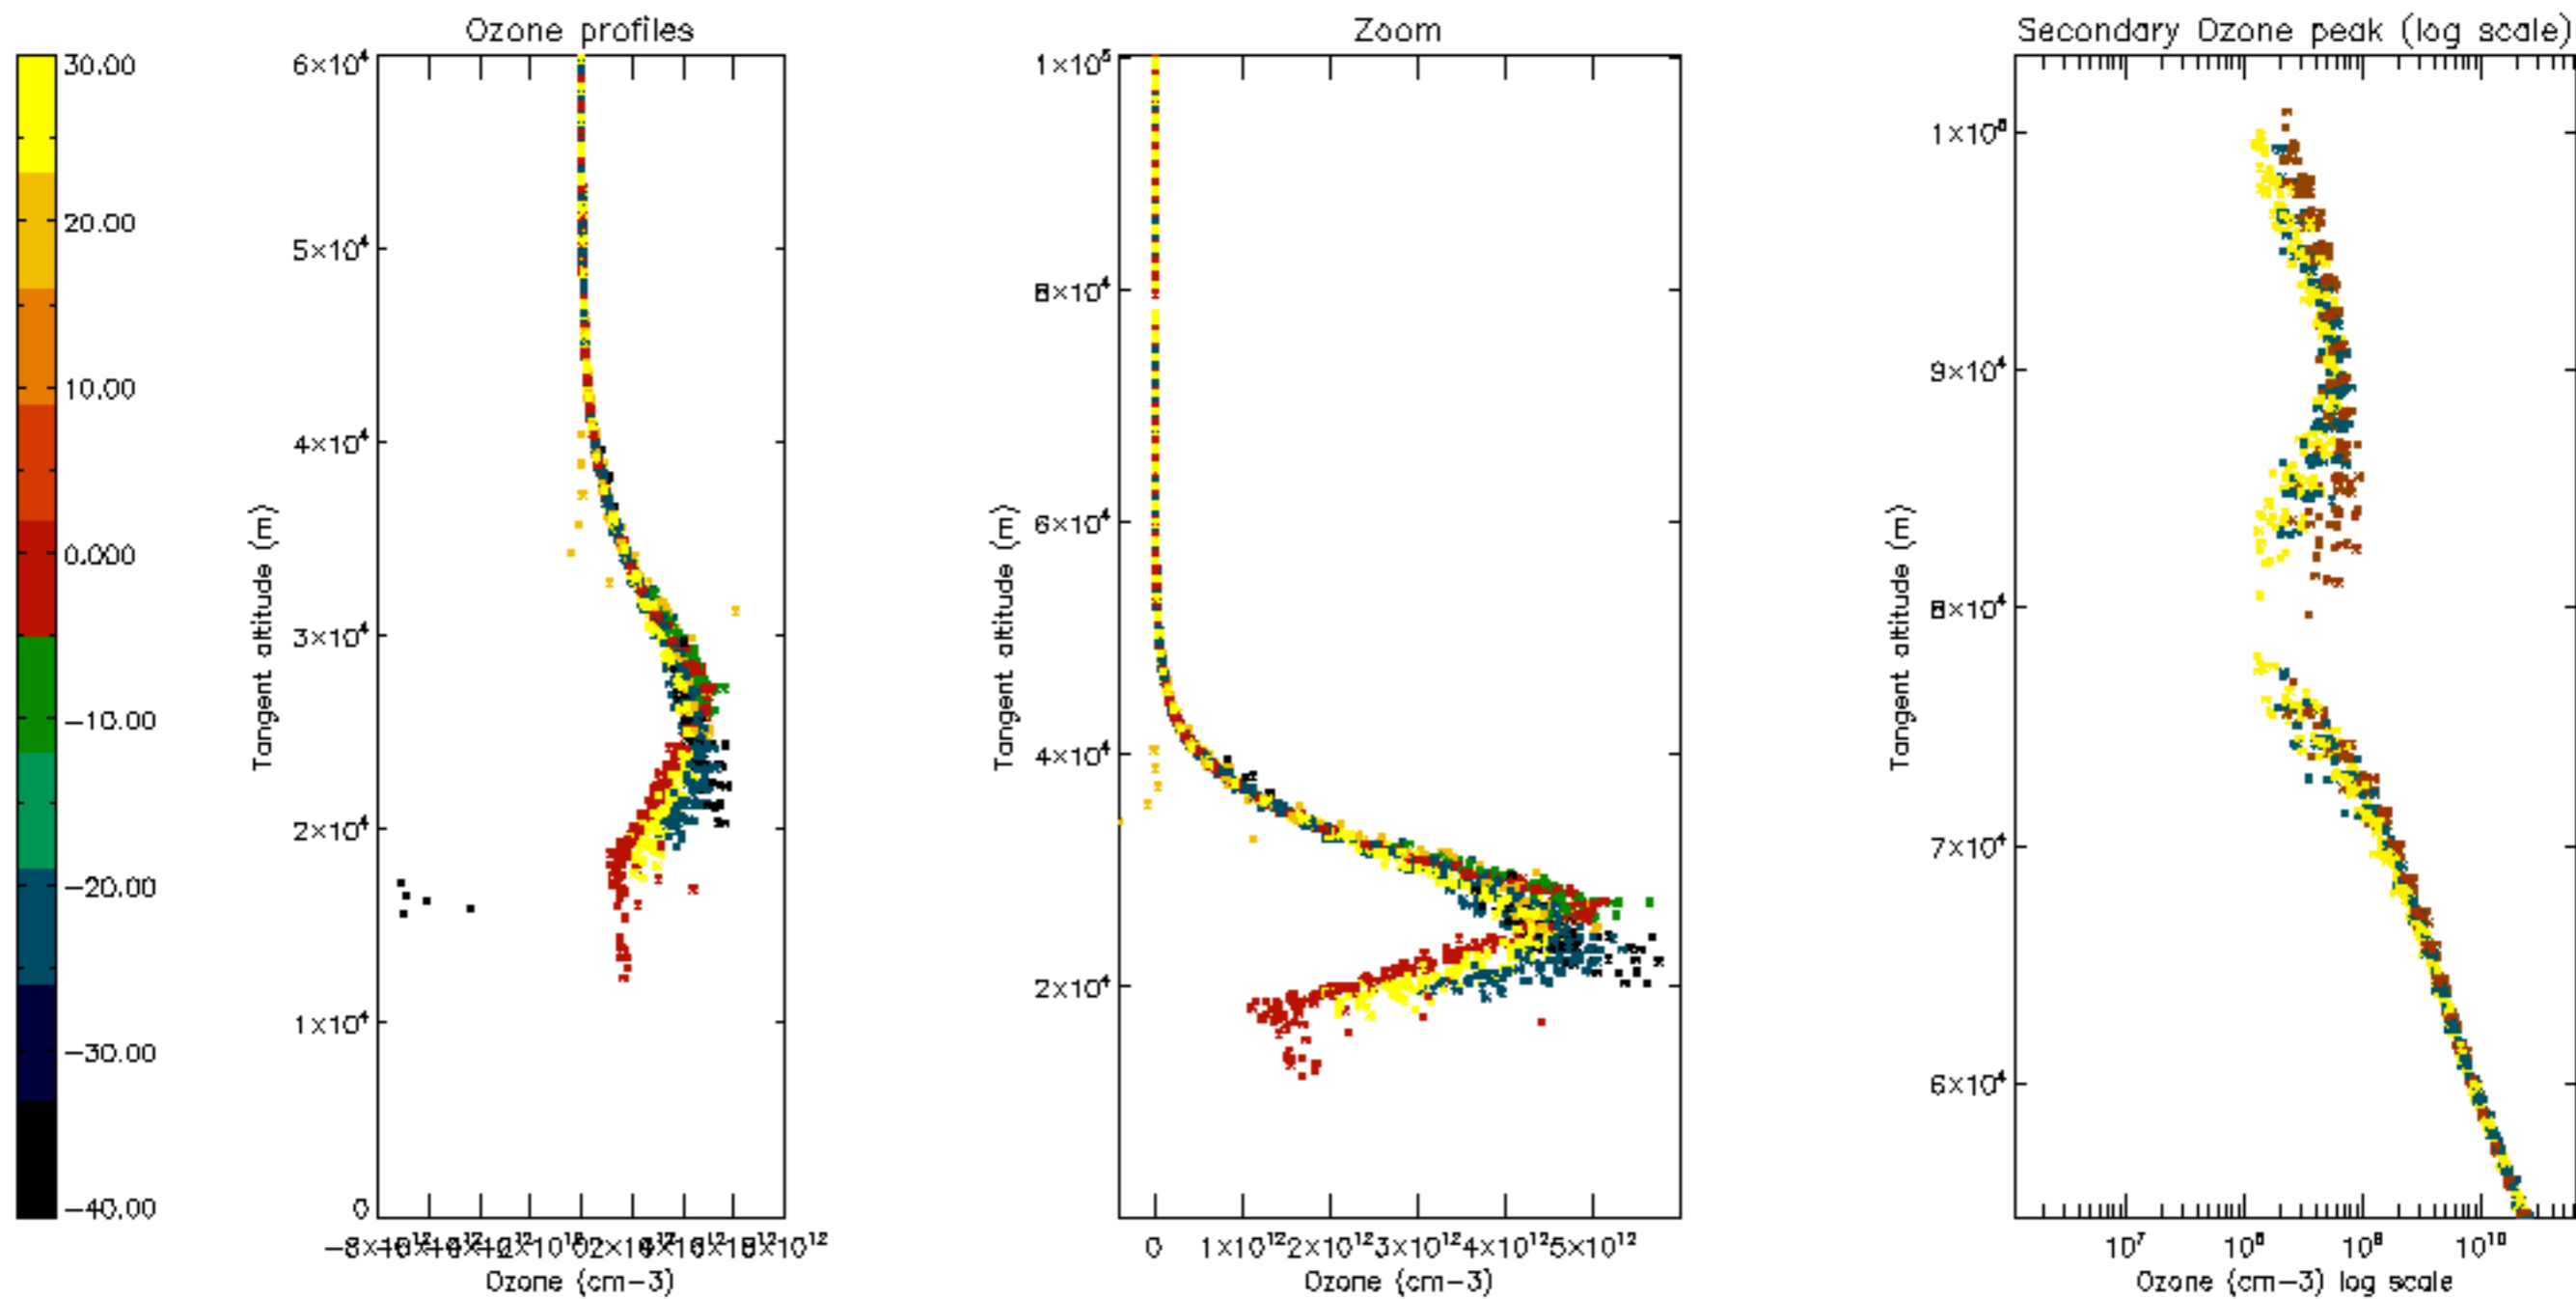 Ozone profiles
Zoom
Secondary Ozone peak (log scale)
30.00
20.00
10.00
0.000
-10.00
-20.00
-30.00
-40.00
6×10⁴
5×10⁴
4×10⁴
3×10⁴
2×10⁴
1×10⁴
0
Tangent altitude (m)
Ozone (cm-3)
1×10⁵
8×10⁴
6×10⁴
4×10⁴
2×10⁴
Tangent altitude (m)
0 1×10¹² 2×10¹² 3×10¹² 4×10¹² 5×10¹²
Ozone (cm-3)
9×10⁴
8×10⁴
7×10⁴
6×10⁴
Tangent altitude (m)
10⁷ 10⁸ 10⁹ 10¹⁰
Ozone (cm-3) log scale